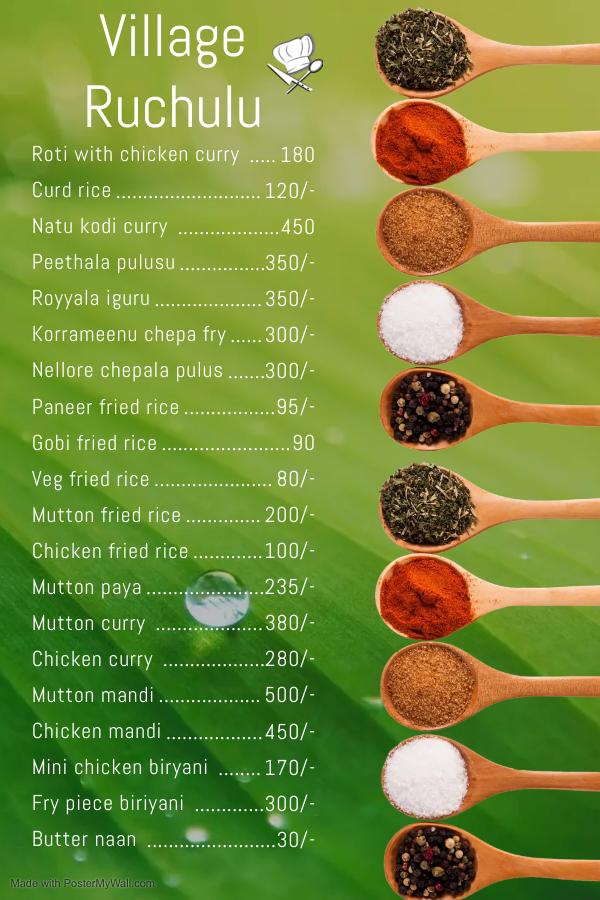 Village
Ruchulu
Roti with chicken curry ..... 180
Curd rice .......................... 120/-
Natu kodi curry ...................450
Peethala pulusu ...............350/-
Royyala iguru ................... 350/-
Korrameenu chepa fry ......300/-
Nellore chepala pulus .......300/-
Paneer fried rice .................95/-
Gobi fried rice .......................90
Veg fried rice ...................... 80/-
Mutton fried rice .............. 200/-
Chicken fried rice .............100/-
Mutton paya .....................235/-
Mutton curry ....................380/-
Chicken curry ...................280/-
Mutton mandi ................... 500/-
Chicken mandi ..................450/-
Mini chicken biryani ........ 170/-
Fry piece biriyani .............300/-
Butter naan ........................30/-
Made with PosterMyWall.com